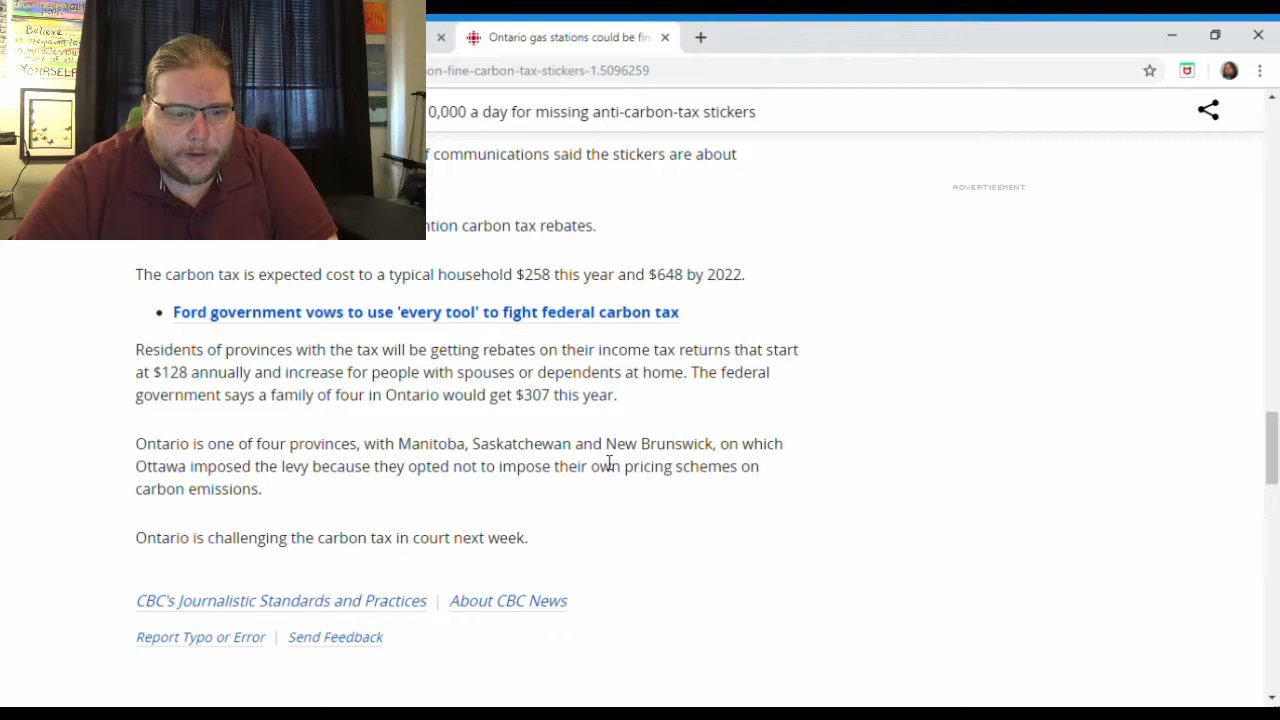 Believe
YOURSELF
Ontario gas stations could be fin
on-fine-carbon-tax-stickers-1.5096259
0,000 a day for missing anti-carbon-tax stickers
f communications said the stickers are about
ADVERTISEMENT
ntion carbon tax rebates.
The carbon tax is expected cost to a typical household $258 this year and $648 by 2022.
• Ford government vows to use 'every tool' to fight federal carbon tax
Residents of provinces with the tax will be getting rebates on their income tax returns that start
at $128 annually and increase for people with spouses or dependents at home. The federal
government says a family of four in Ontario would get $307 this year.
Ontario is one of four provinces, with Manitoba, Saskatchewan and New Brunswick, on which
Ottawa imposed the levy because they opted not to impose their own pricing schemes on
carbon emissions.
Ontario is challenging the carbon tax in court next week.
CBC's Journalistic Standards and Practices | About CBC News
Report Typo or Error | Send Feedback